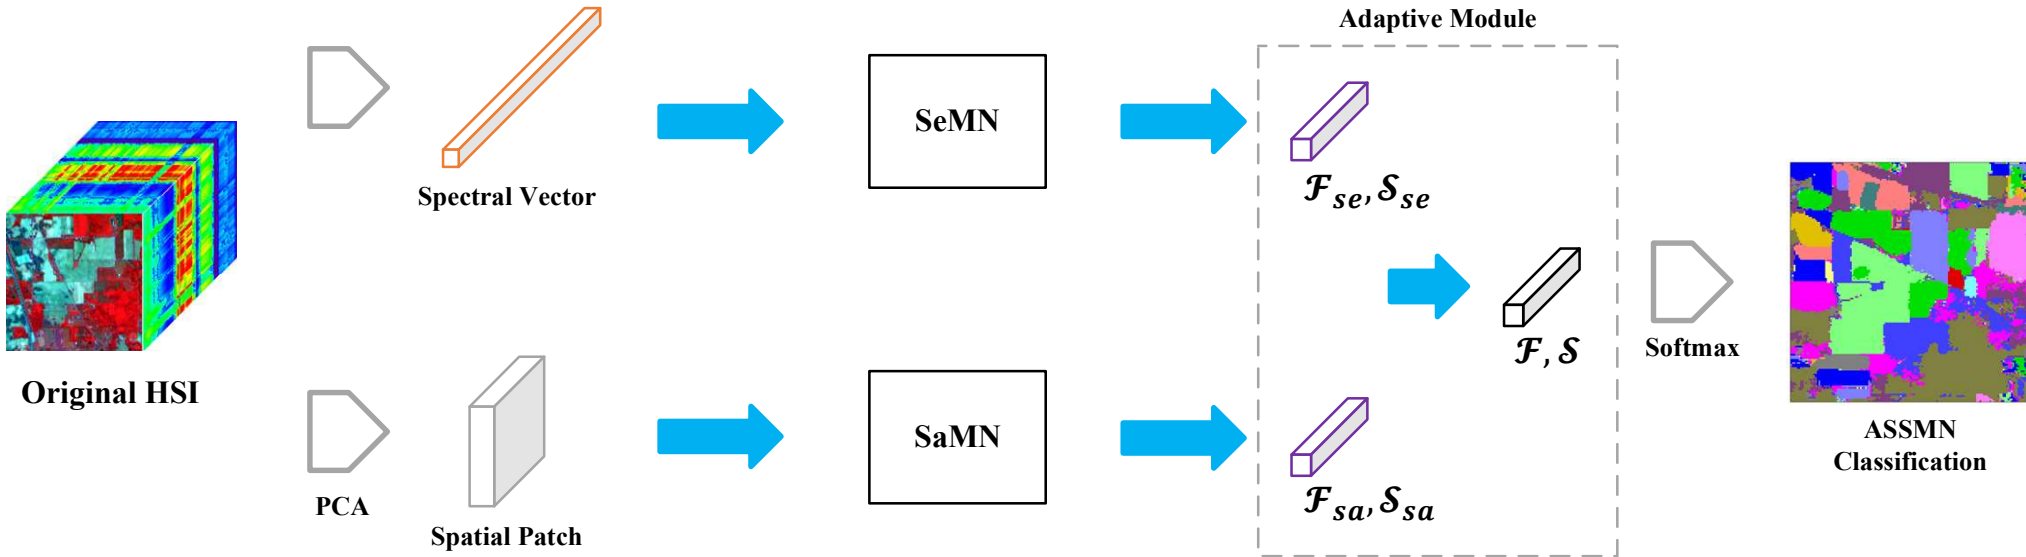 Adaptive Module
SeMN
Spectral Vector
𝓕se, 𝓢se
Original HSI
𝓕, 𝓢
Softmax
PCA
Spatial Patch
SaMN
𝓕sa, 𝓢sa
ASSMN
Classification